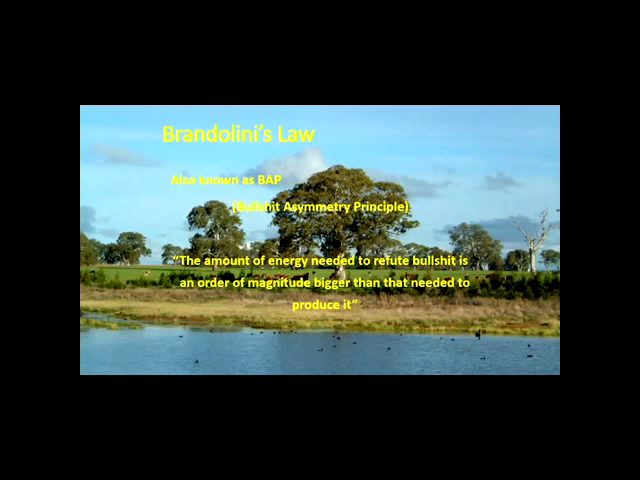 Brandolini's Law
Also known as BAP
(Bullshit Asymmetry Principle)
"The amount of energy needed to refute bullshit is
an order of magnitude bigger than that needed to
produce it"